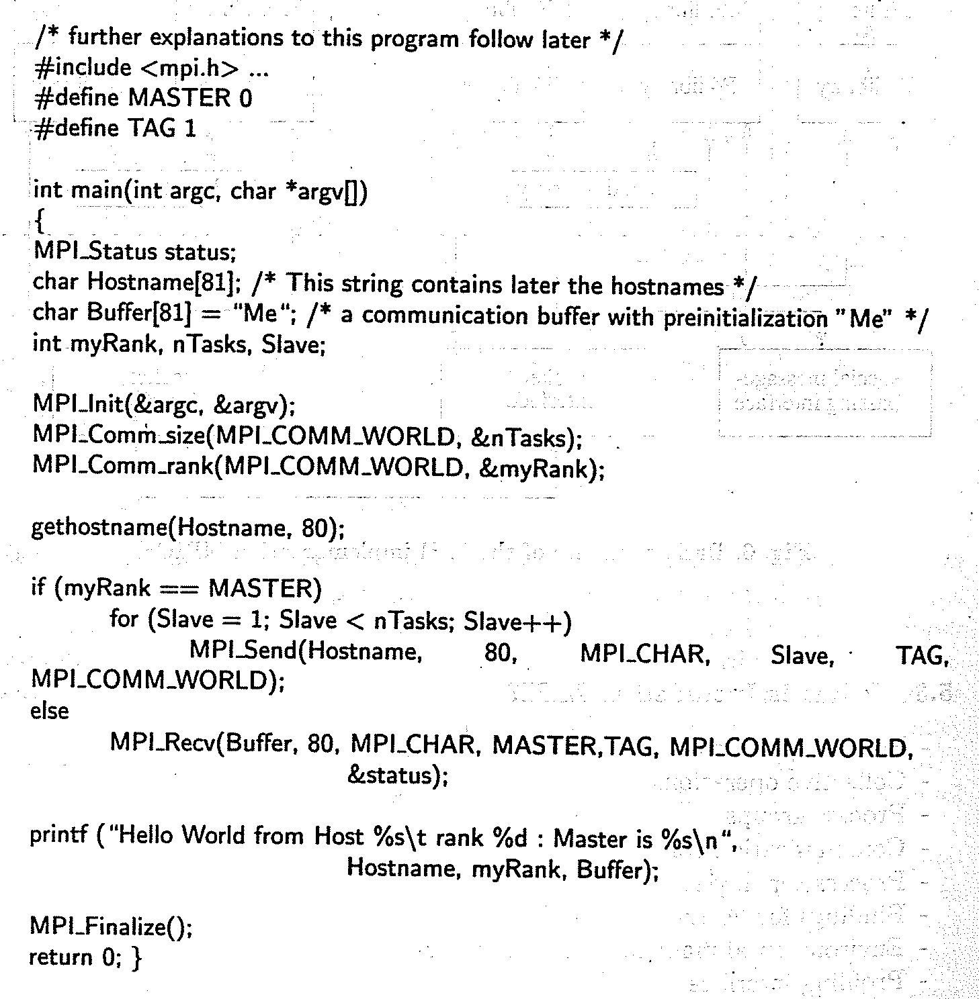 /* further explanations to this program follow later */
#include <mpi.h> ...
#define MASTER 0
#define TAG 1
int main(int argc, char *argv[])
{
MPI_Status status;
char Hostname[81]; /* This string contains later the hostnames */
char Buffer[81] = "Me“; /* a communication buffer with preinitialization "Me" */
int myRank, nTasks, Slave;
MPI_Init(&argc, &argv);
MPI_Comm_size(MPI_COMM_WORLD, &nTasks);
MPI_Comm_rank(MPI_COMM_WORLD, &myRank);
gethostname(Hostname, 80);
if (myRank == MASTER)
for (Slave = 1; Slave < nTasks; Slave++)
MPI_Send(Hostname, 80, MPI_CHAR, Slave, TAG,
MPI_COMM_WORLD);
else
MPI_Recv(Buffer, 80, MPI_CHAR, MASTER,TAG, MPI_COMM_WORLD,
&status);
printf ("Hello World from Host %s\t rank %d : Master is %s\n“,
Hostname, myRank, Buffer);
MPI_Finalize();
return 0; }